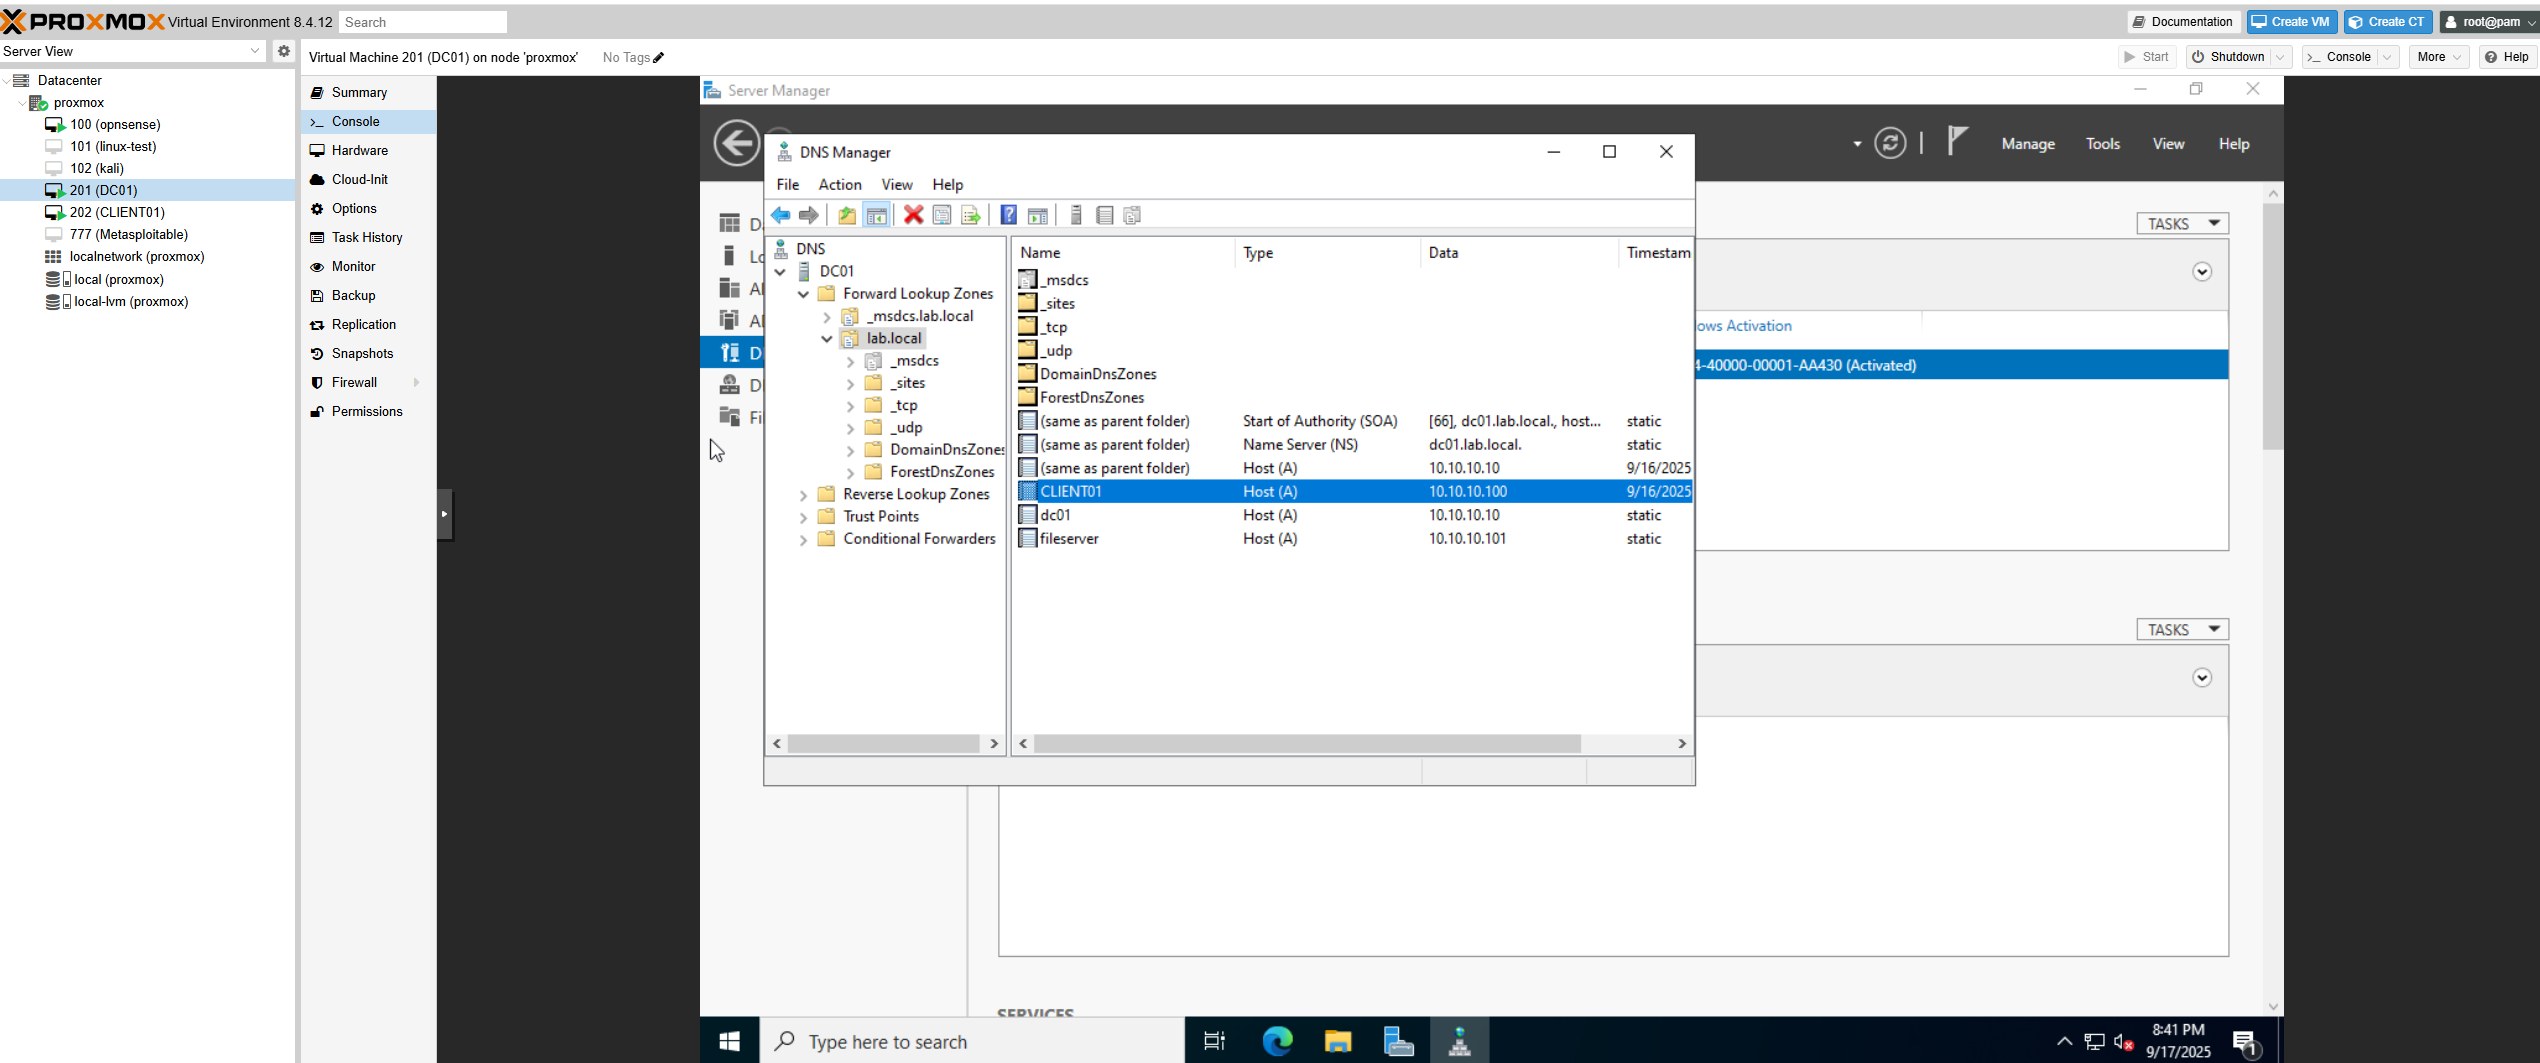 PROXMOX Virtual Environment 8.4.12 Search
Documentation Create VM Create CT root@pam
Server View
Virtual Machine 201 (DC01) on node 'proxmox' No Tags
Start Shutdown Console More Help
Datacenter
proxmox
100 (opnsense)
101 (linux-test)
102 (kali)
201 (DC01)
202 (CLIENT01)
777 (Metasploitable)
localnetwork (proxmox)
local (proxmox)
local-lvm (proxmox)
Summary
Console
Hardware
Cloud-Init
Options
Task History
Monitor
Backup
Replication
Snapshots
Firewall
Permissions
Server Manager
Manage Tools View Help
DNS Manager
File Action View Help
DNS
DC01
Forward Lookup Zones
_msdcs.lab.local
lab.local
_msdcs
_sites
_tcp
_udp
DomainDnsZones
ForestDnsZones
Reverse Lookup Zones
Trust Points
Conditional Forwarders
Name Type Data Timestam
_msdcs
_sites
_tcp
_udp
DomainDnsZones
ForestDnsZones
(same as parent folder) Start of Authority (SOA) [66], dc01.lab.local., host... static
(same as parent folder) Name Server (NS) dc01.lab.local. static
(same as parent folder) Host (A) 10.10.10.10 9/16/2025
CLIENT01 Host (A) 10.10.10.100 9/16/2025
dc01 Host (A) 10.10.10.10 static
fileserver Host (A) 10.10.10.101 static
TASKS
ows Activation
4-40000-00001-AA430 (Activated)
TASKS
SERVICES
Type here to search
8:41 PM
9/17/2025
1